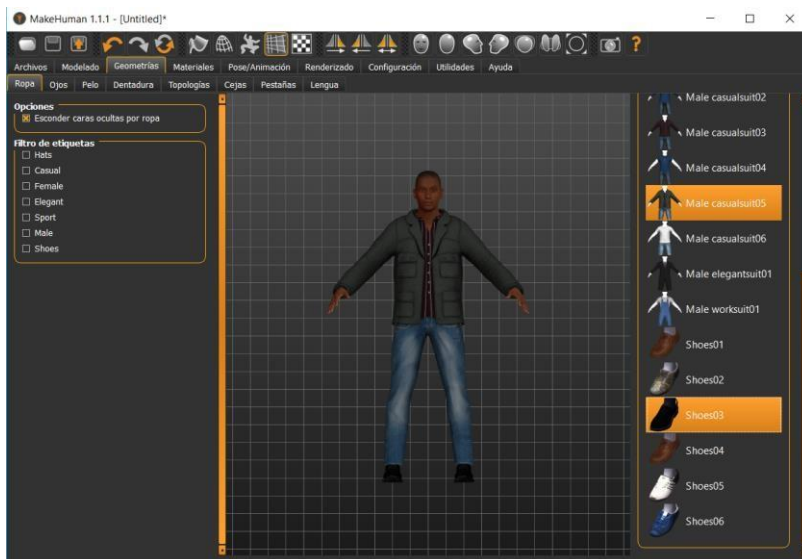 MakeHuman 1.1.1 - [Untitled]*
Archivos Modelado Geometrías Materiales Pose/Animación Renderizado Configuración Utilidades Ayuda
Ropa Ojos Pelo Dentadura Topologías Cejas Pestañas Lengua
Opciones
Esconder caras ocultas por ropa
Filtro de etiquetas
Hats
Casual
Female
Elegant
Sport
Male
Shoes
Male casualsuit02
Male casualsuit03
Male casualsuit04
Male casualsuit05
Male casualsuit06
Male elegantsuit01
Male worksuit01
Shoes01
Shoes02
Shoes03
Shoes04
Shoes05
Shoes06